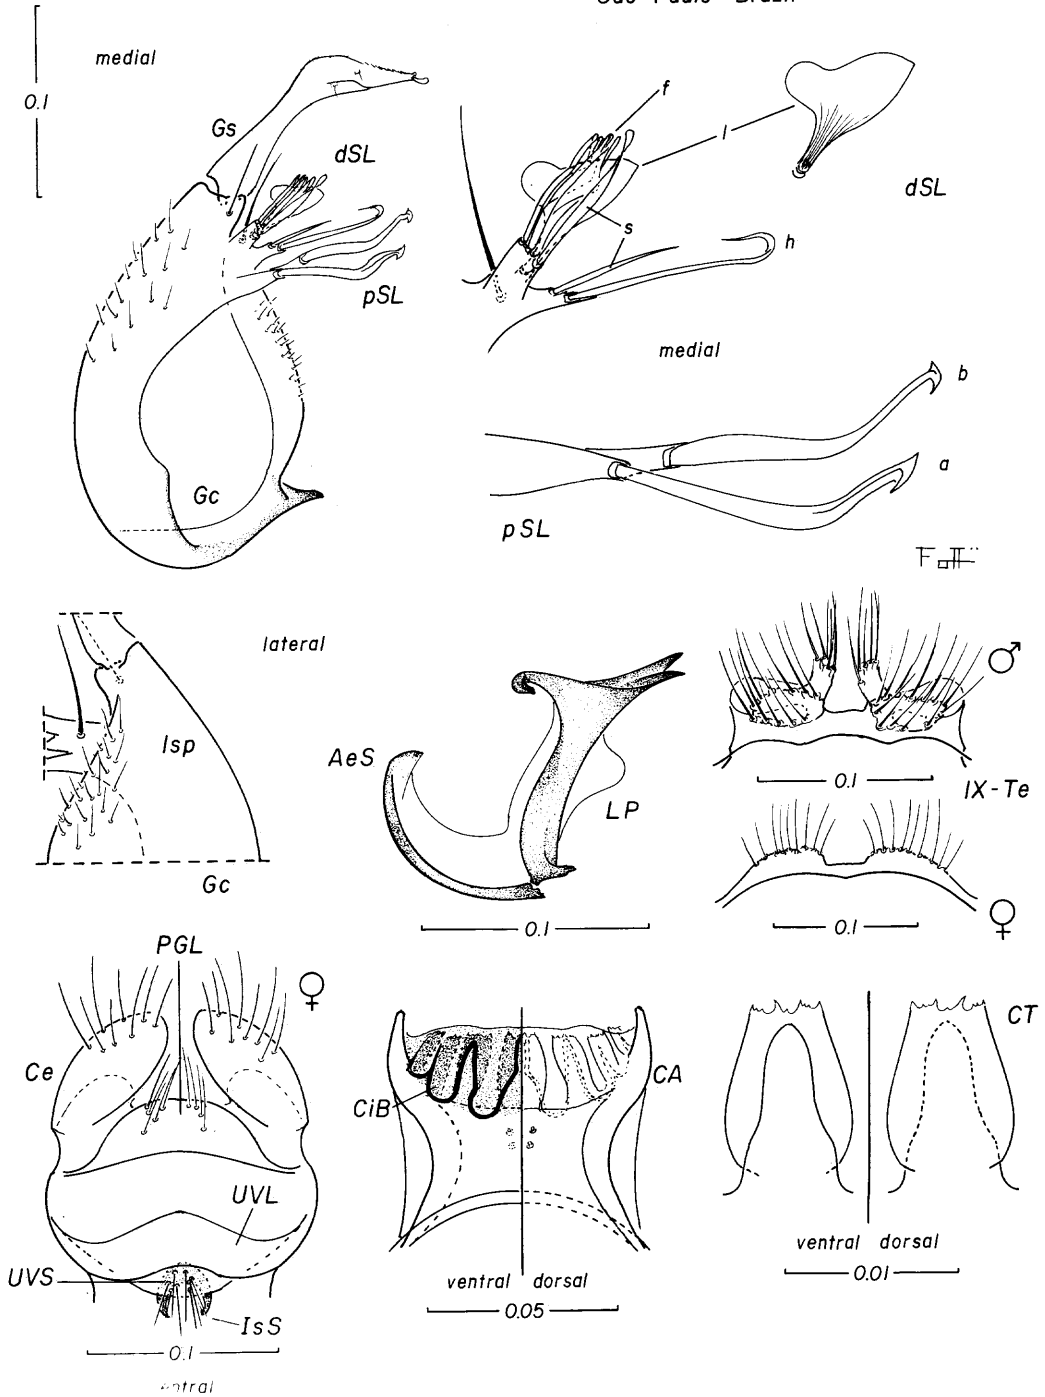 Brazil
medial
0.1
Gs
dSL
pSL
Gc
f
l
dSL
s
h
medial
b
a
pSL
lateral
Isp
Gc
AeS
LP
0.1
♂
0.1
IX-Te
0.1
♀
PGL
♀
Ce
UVL
UVS
IsS
0.1
CiB
CA
ventral dorsal
0.05
CT
ventral dorsal
0.01